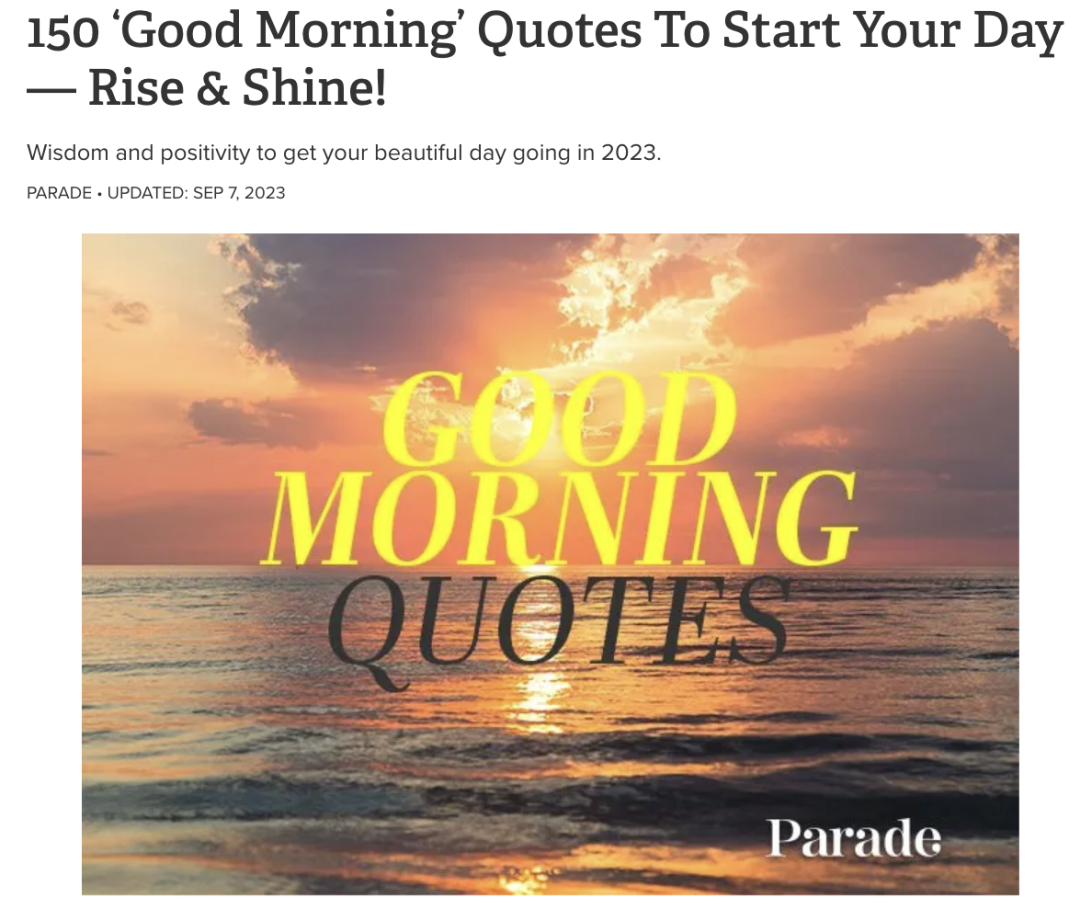 150 ‘Good Morning’ Quotes To Start Your Day
— Rise & Shine!
Wisdom and positivity to get your beautiful day going in 2023.
PARADE • UPDATED: SEP 7, 2023
GOOD
MORNING
QUOTES
Parade